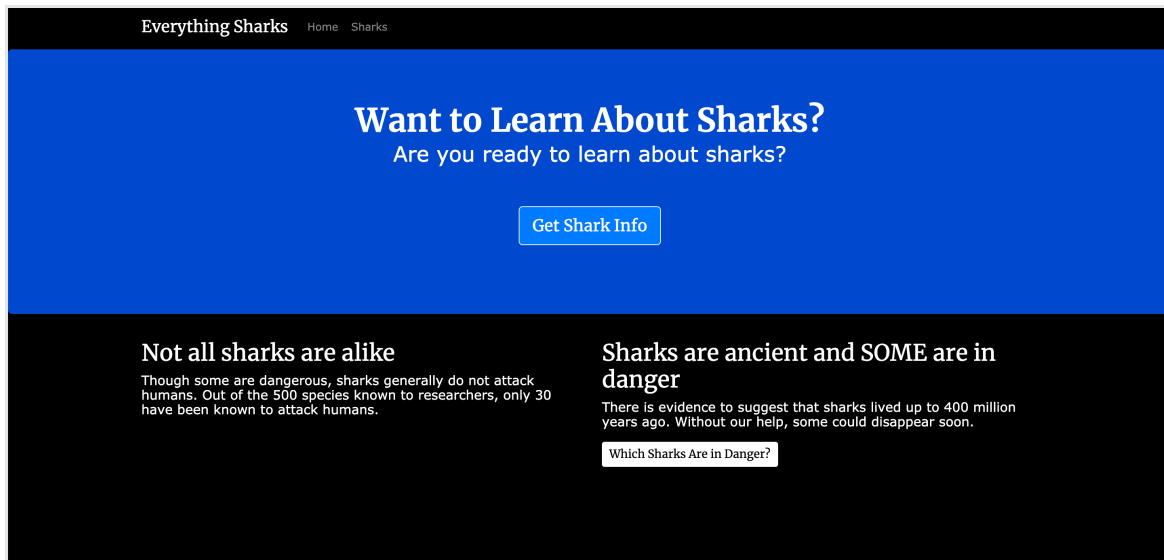 Everything Sharks Home Sharks
Want to Learn About Sharks?
Are you ready to learn about sharks?
Get Shark Info
Not all sharks are alike
Though some are dangerous, sharks generally do not attack
humans. Out of the 500 species known to researchers, only 30
have been known to attack humans.
Sharks are ancient and SOME are in
danger
There is evidence to suggest that sharks lived up to 400 million
years ago. Without our help, some could disappear soon.
Which Sharks Are in Danger?